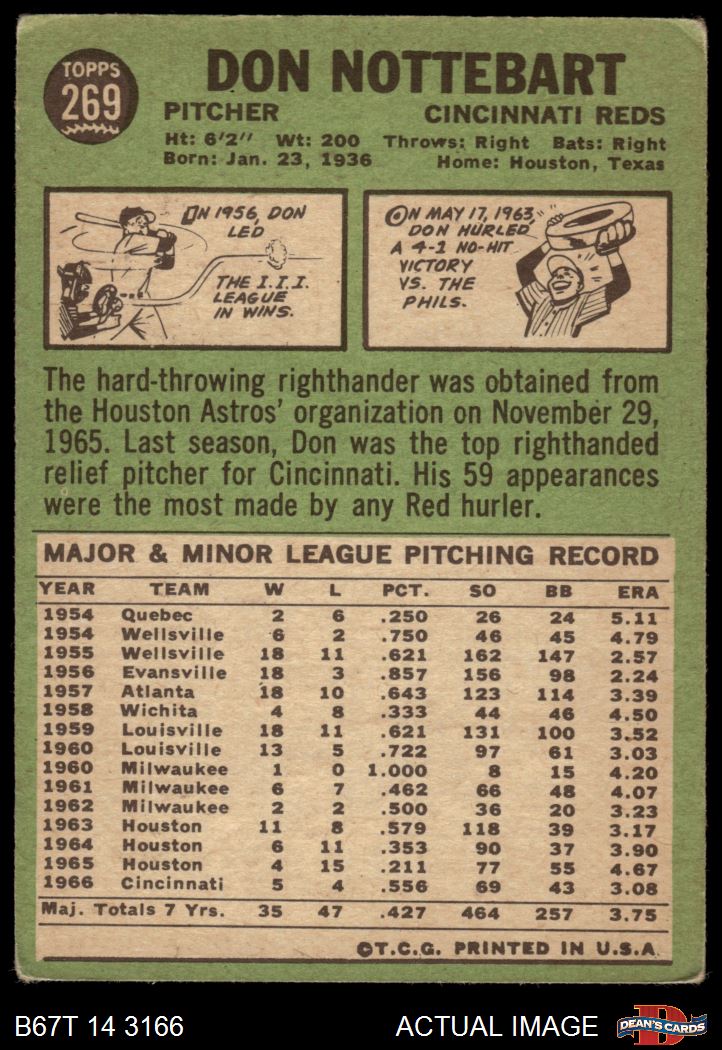 TOPPS
269
DON NOTTEBART
PITCHER CINCINNATI REDS
Ht: 6'2" Wt: 200 Throws: Right Bats: Right
Born: Jan. 23, 1936 Home: Houston, Texas
ON 1956, DON
LED
THE I.I.I.
LEAGUE
IN WINS.
ON MAY 17, 1963,
DON HURLED
A 4-1 NO-HIT
VICTORY
VS. THE
PHILS.
The hard-throwing righthander was obtained from
the Houston Astros' organization on November 29,
1965. Last season, Don was the top righthanded
relief pitcher for Cincinnati. His 59 appearances
were the most made by any Red hurler.
MAJOR & MINOR LEAGUE PITCHING RECORD
YEAR TEAM W L PCT. SO BB ERA
1954 Quebec 2 6 .250 26 24 5.11
1954 Wellsville 6 2 .750 46 45 4.79
1955 Wellsville 18 11 .621 162 147 2.57
1956 Evansville 18 3 .857 156 98 2.24
1957 Atlanta 18 10 .643 123 114 3.39
1958 Wichita 4 8 .333 44 46 4.50
1959 Louisville 18 11 .621 131 100 3.52
1960 Louisville 13 5 .722 97 61 3.03
1960 Milwaukee 1 0 1.000 8 15 4.20
1961 Milwaukee 6 7 .462 66 48 4.07
1962 Milwaukee 2 2 .500 36 20 3.23
1963 Houston 11 8 .579 118 39 3.17
1964 Houston 6 11 .353 90 37 3.90
1965 Houston 4 15 .211 77 55 4.67
1966 Cincinnati 5 4 .556 69 43 3.08
Maj. Totals 7 Yrs. 35 47 .427 464 257 3.75
©T.C.G. PRINTED IN U.S.A.
B67T 14 3166 ACTUAL IMAGE D DEAN'S CARDS